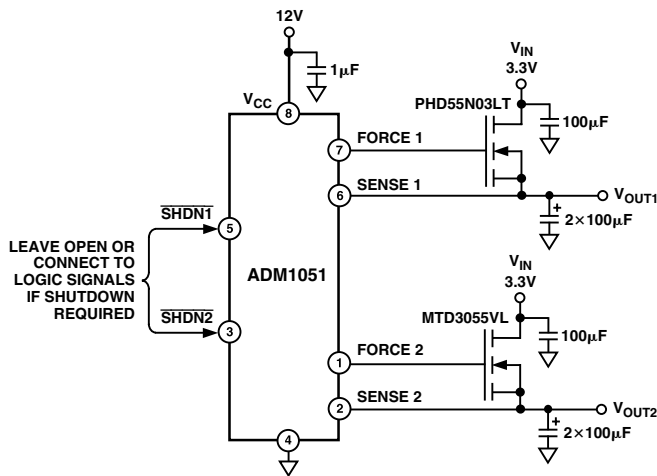 12V
1µF
VCC
8
VIN
3.3V
PHD55N03LT
100µF
7
FORCE 1
6
SENSE 1
VOUT1
+
2×100µF
SHDN1
5
LEAVE OPEN OR
CONNECT TO
LOGIC SIGNALS
IF SHUTDOWN
REQUIRED
ADM1051
SHDN2
3
VIN
3.3V
MTD3055VL
100µF
1
FORCE 2
2
SENSE 2
VOUT2
+
2×100µF
4